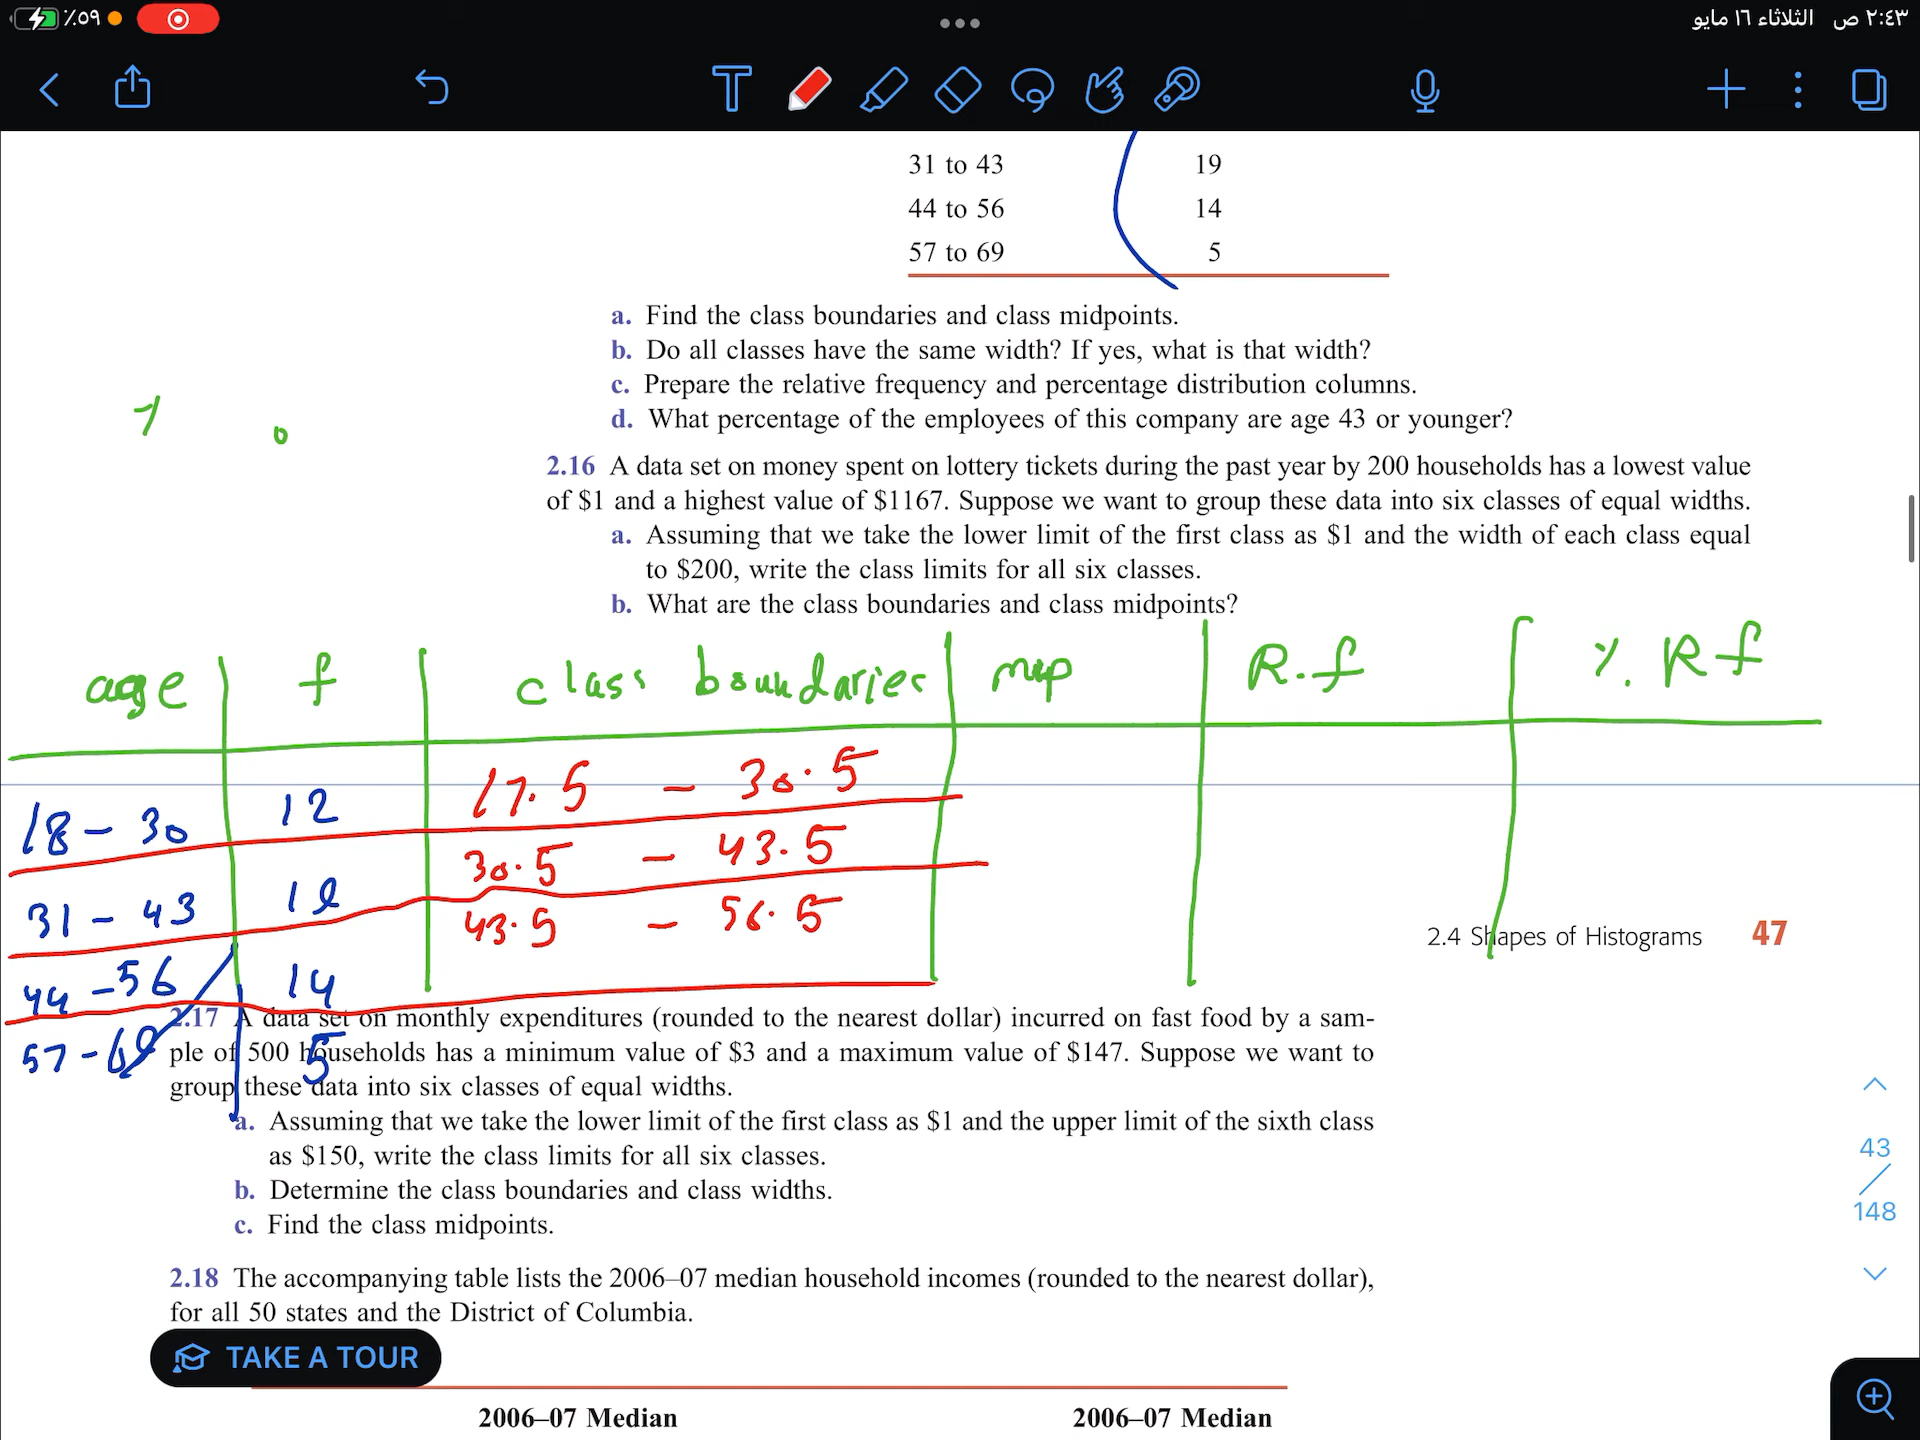 ٪٥٩
الثلاثاء ١٦ مايو ٢:٤٣ ص
31 to 43 19
44 to 56 14
57 to 69 5
a. Find the class boundaries and class midpoints.
b. Do all classes have the same width? If yes, what is that width?
c. Prepare the relative frequency and percentage distribution columns.
d. What percentage of the employees of this company are age 43 or younger?
2.16 A data set on money spent on lottery tickets during the past year by 200 households has a lowest value
of $1 and a highest value of $1167. Suppose we want to group these data into six classes of equal widths.
a. Assuming that we take the lower limit of the first class as $1 and the width of each class equal
to $200, write the class limits for all six classes.
b. What are the class boundaries and class midpoints?
age f class boundaries R.f %. Rf
18 - 30 12 17.5 - 30.5
31 - 43 19 30.5 - 43.5
44 - 56 14 43.5 - 56.5
57 - 69 5
2.4 Shapes of Histograms 47
2.17 A data set on monthly expenditures (rounded to the nearest dollar) incurred on fast food by a sam-
ple of 500 households has a minimum value of $3 and a maximum value of $147. Suppose we want to
group these data into six classes of equal widths.
a. Assuming that we take the lower limit of the first class as $1 and the upper limit of the sixth class
as $150, write the class limits for all six classes.
b. Determine the class boundaries and class widths.
c. Find the class midpoints.
43
148
2.18 The accompanying table lists the 2006–07 median household incomes (rounded to the nearest dollar),
for all 50 states and the District of Columbia.
TAKE A TOUR
2006–07 Median 2006–07 Median